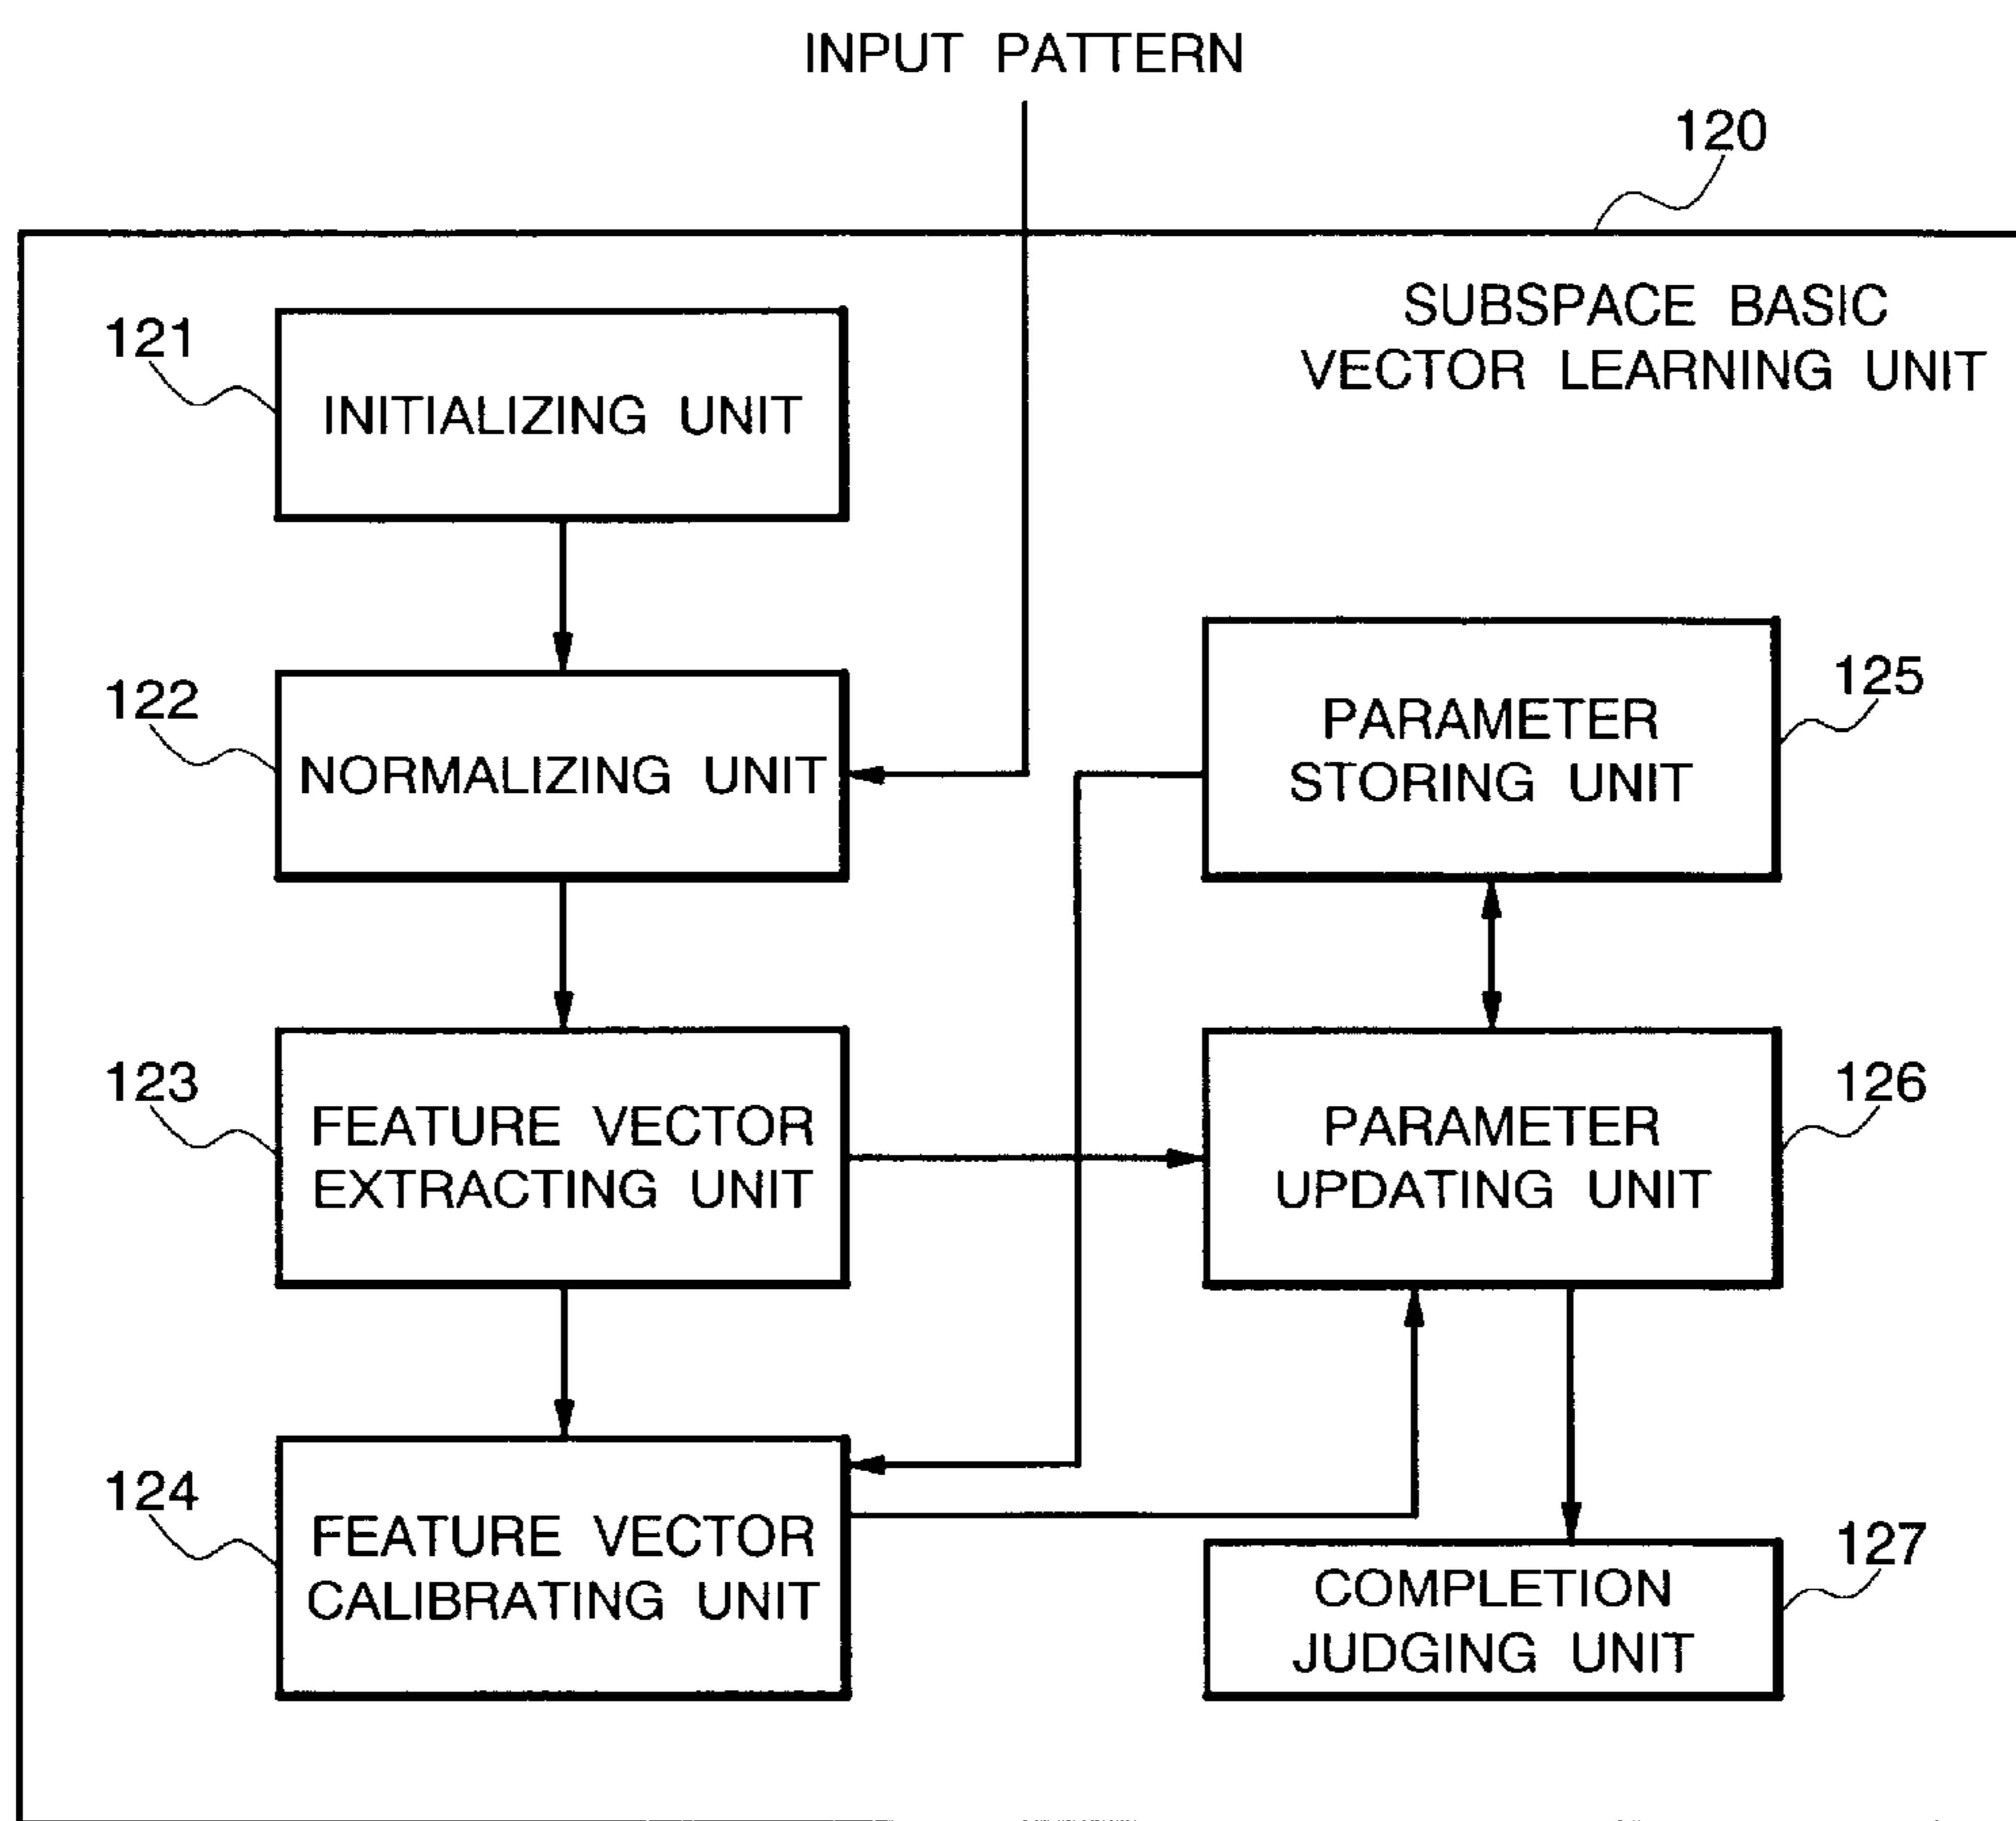 INPUT PATTERN
120
SUBSPACE BASIC
VECTOR LEARNING UNIT
121
INITIALIZING UNIT
122
NORMALIZING UNIT
125
PARAMETER
STORING UNIT
123
FEATURE VECTOR
EXTRACTING UNIT
126
PARAMETER
UPDATING UNIT
124
FEATURE VECTOR
CALIBRATING UNIT
127
COMPLETION
JUDGING UNIT